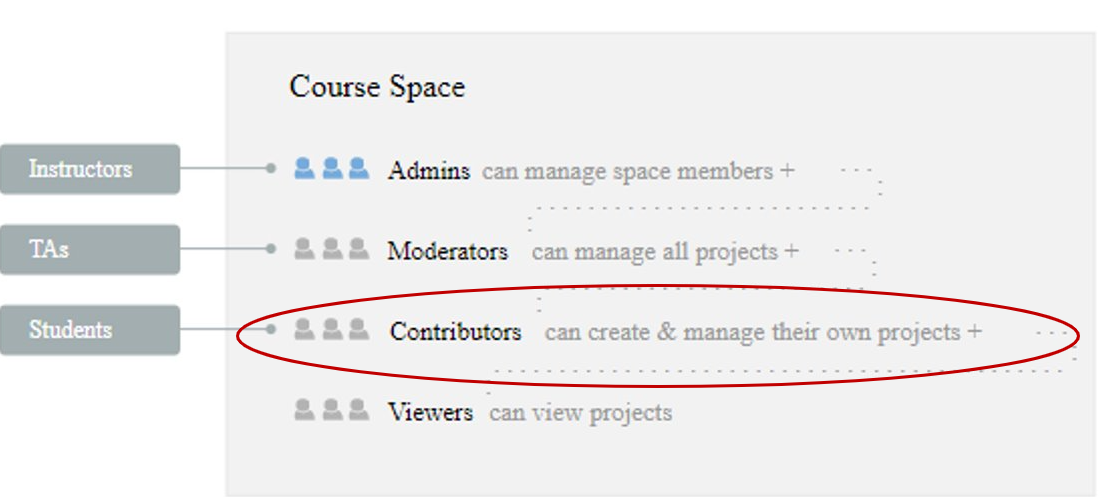 Course Space
Instructors Admins can manage space members +
TAs Moderators can manage all projects +
Students Contributors can create & manage their own projects +
Viewers can view projects